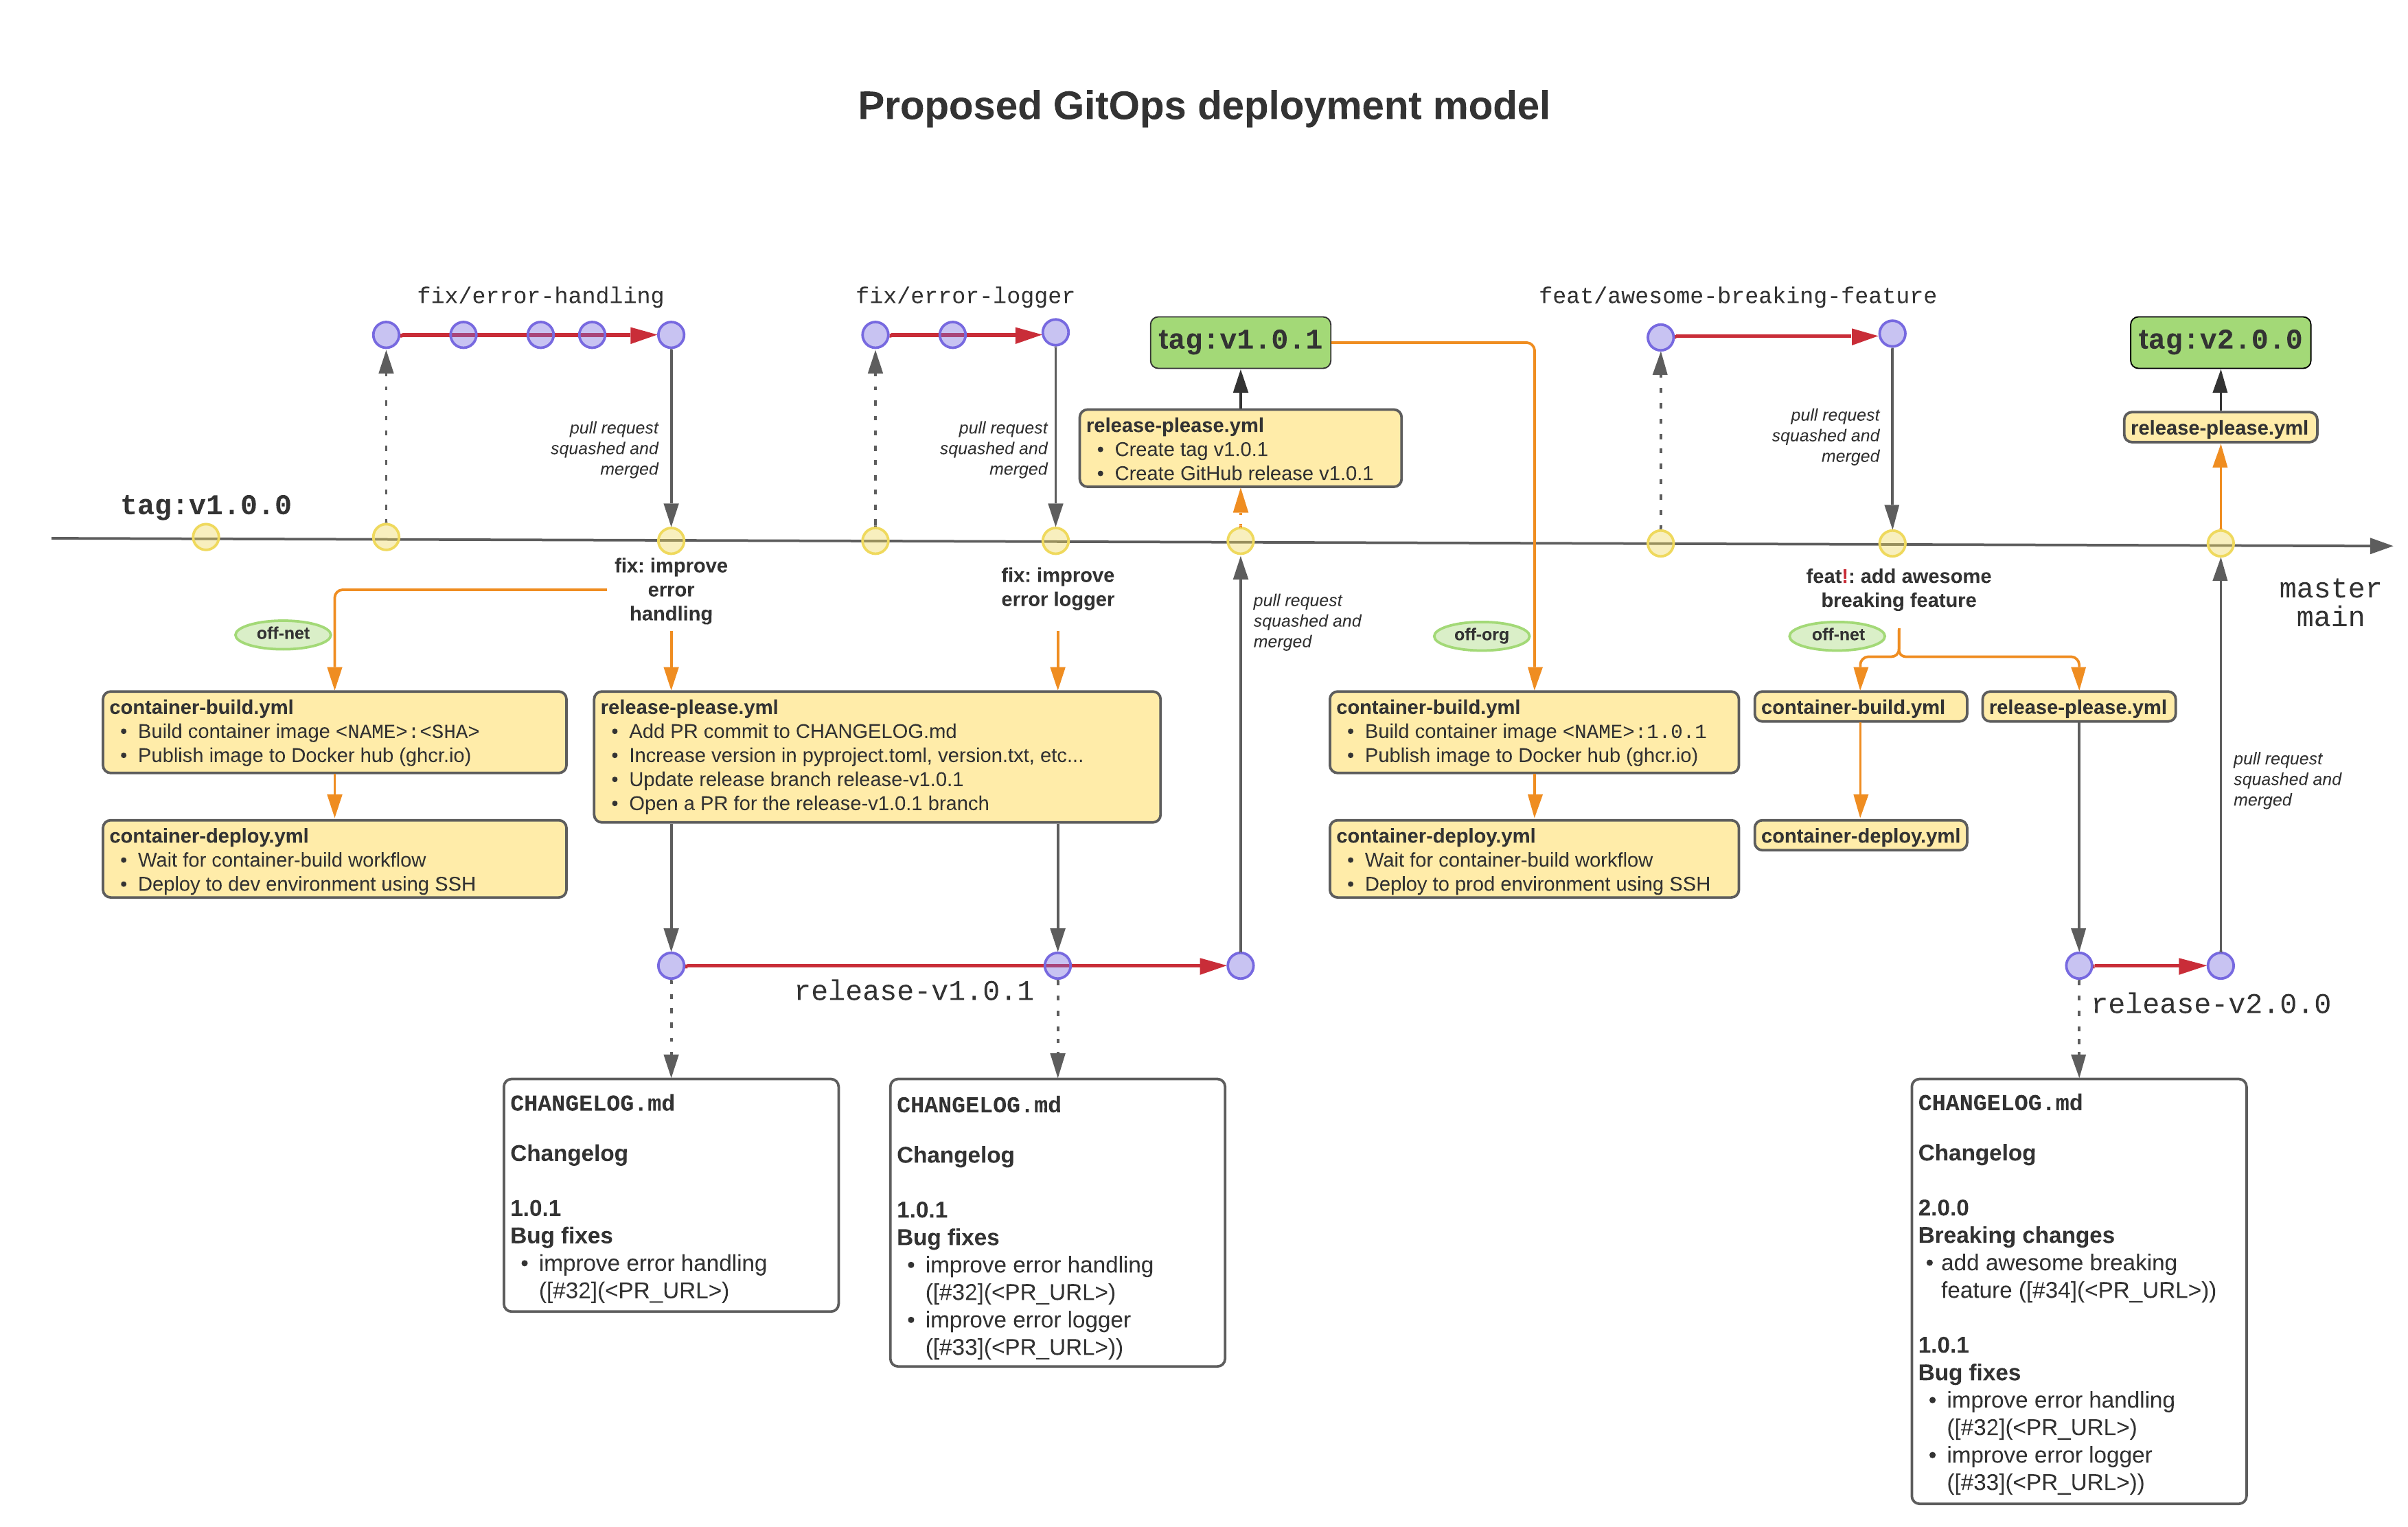 Proposed GitOps deployment model
fix/error-handling
fix/error-logger
feat/awesome-breaking-feature
tag:v1.0.1
tag:v2.0.0
pull request
squashed and
merged
pull request
squashed and
merged
release-please.yml
• Create tag v1.0.1
• Create GitHub release v1.0.1
pull request
squashed and
merged
release-please.yml
tag:v1.0.0
fix: improve
error
handling
fix: improve
error logger
pull request
squashed and
merged
feat!: add awesome
breaking feature
master
main
off-net
off-org
off-net
container-build.yml
• Build container image <NAME>:<SHA>
• Publish image to Docker hub (ghcr.io)
release-please.yml
• Add PR commit to CHANGELOG.md
• Increase version in pyproject.toml, version.txt, etc...
• Update release branch release-v1.0.1
• Open a PR for the release-v1.0.1 branch
container-build.yml
• Build container image <NAME>:1.0.1
• Publish image to Docker hub (ghcr.io)
container-build.yml
release-please.yml
pull request
squashed and
merged
container-deploy.yml
• Wait for container-build workflow
• Deploy to dev environment using SSH
container-deploy.yml
• Wait for container-build workflow
• Deploy to prod environment using SSH
container-deploy.yml
release-v1.0.1
release-v2.0.0
CHANGELOG.md
Changelog
1.0.1
Bug fixes
• improve error handling
([#32](<PR_URL>)
CHANGELOG.md
Changelog
1.0.1
Bug fixes
• improve error handling
([#32](<PR_URL>)
• improve error logger
([#33](<PR_URL>))
CHANGELOG.md
Changelog
2.0.0
Breaking changes
• add awesome breaking
feature ([#34](<PR_URL>))
1.0.1
Bug fixes
• improve error handling
([#32](<PR_URL>)
• improve error logger
([#33](<PR_URL>))